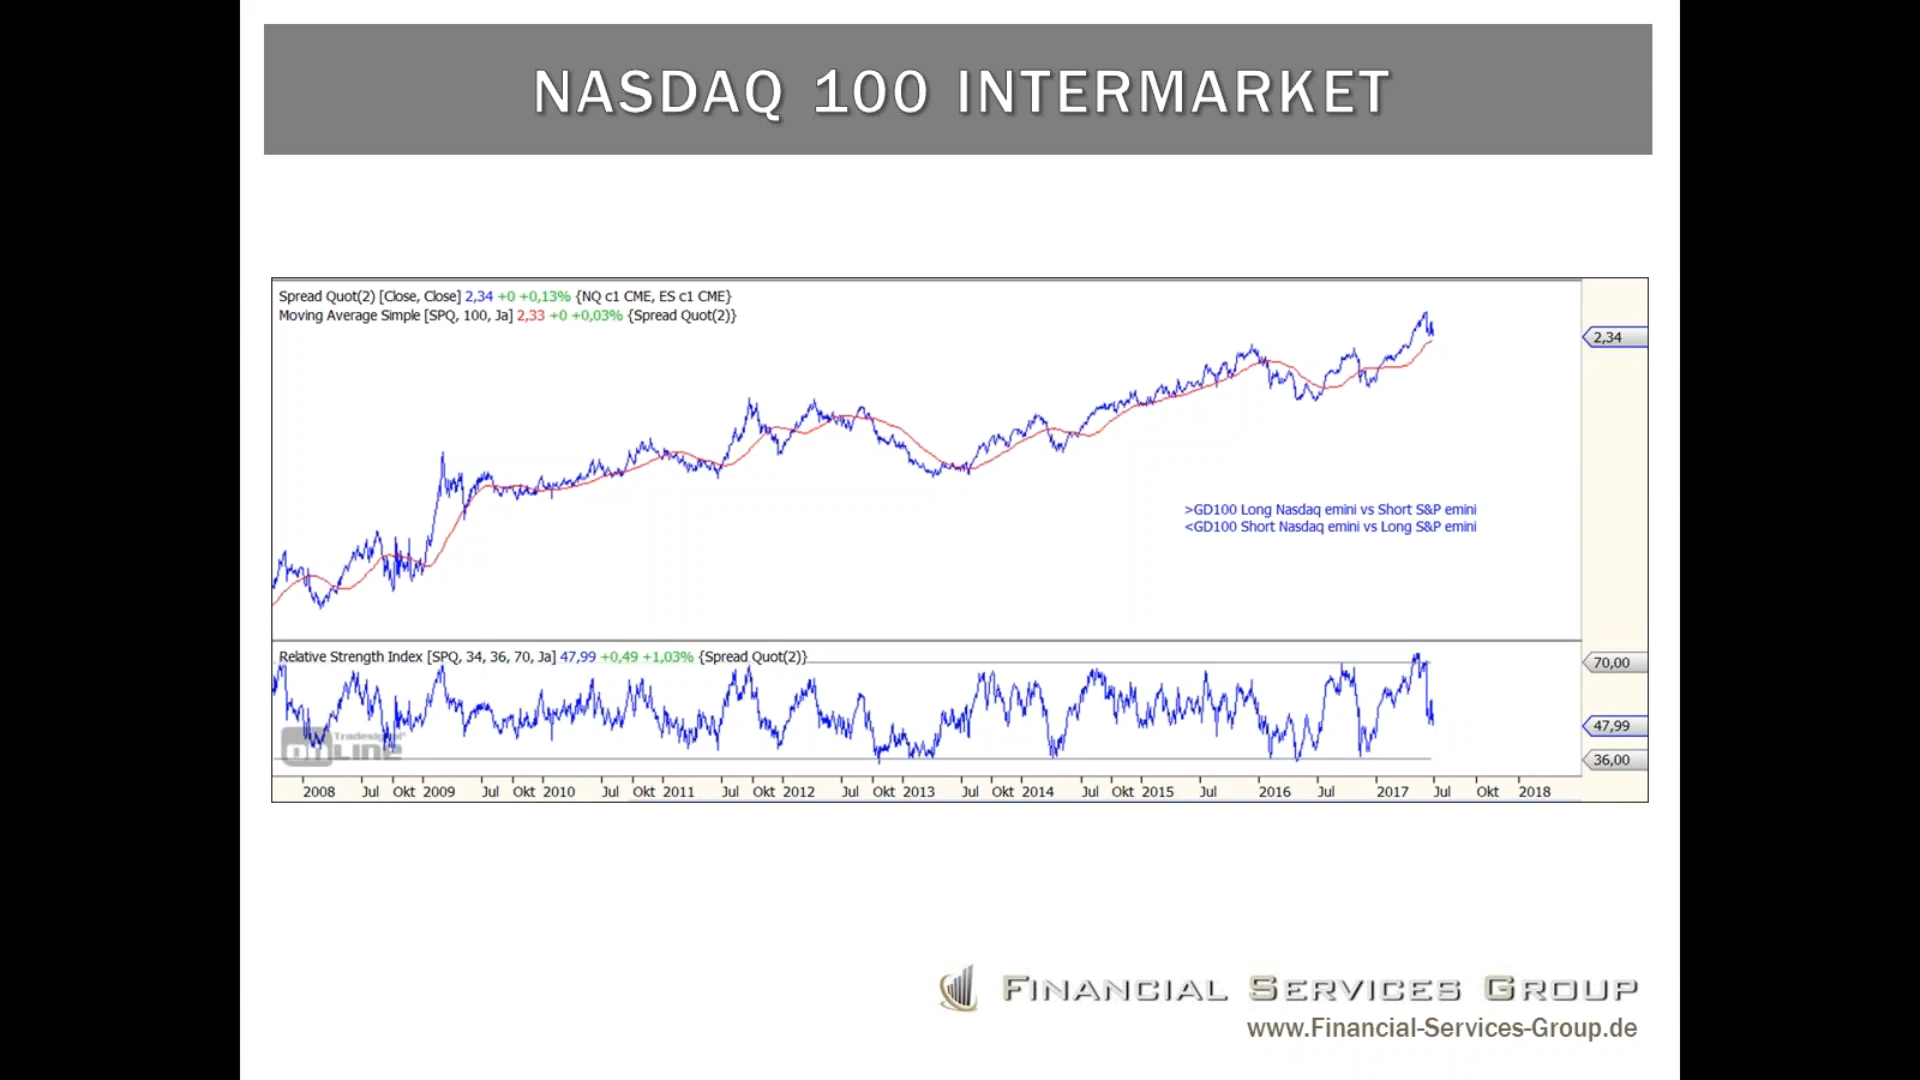 NASDAQ 100 INTERMARKET
Spread Quot(2) [Close, Close] 2,34 +0 +0,13% {NQ c1 CME, ES c1 CME}
Moving Average Simple [SPQ, 100, Ja] 2,33 +0 +0,03% {Spread Quot(2)}
2,34
>GD100 Long Nasdaq emini vs Short S&P emini
<GD100 Short Nasdaq emini vs Long S&P emini
Relative Strength Index [SPQ, 34, 36, 70, Ja] 47,99 +0,49 +1,03% {Spread Quot(2)}
70,00
47,99
36,00
Tradesignal
ONLINE
2008 Jul Okt 2009 Jul Okt 2010 Jul Okt 2011 Jul Okt 2012 Jul Okt 2013 Jul Okt 2014 Jul Okt 2015 Jul 2016 Jul 2017 Jul Okt 2018
FINANCIAL SERVICES GROUP
www.Financial-Services-Group.de